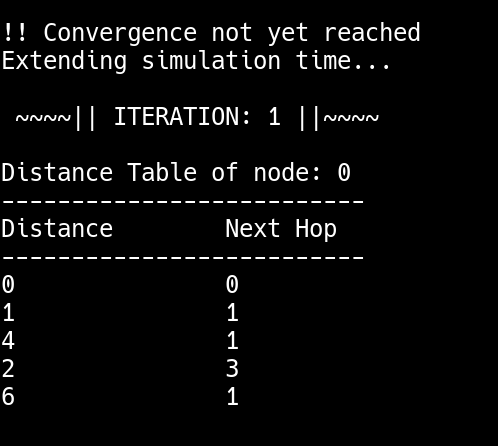 !! Convergence not yet reached
Extending simulation time...
~~~~|| ITERATION: 1 ||~~~~
Distance Table of node: 0
--------------------------
Distance        Next Hop
--------------------------
0               0
1               1
4               1
2               3
6               1